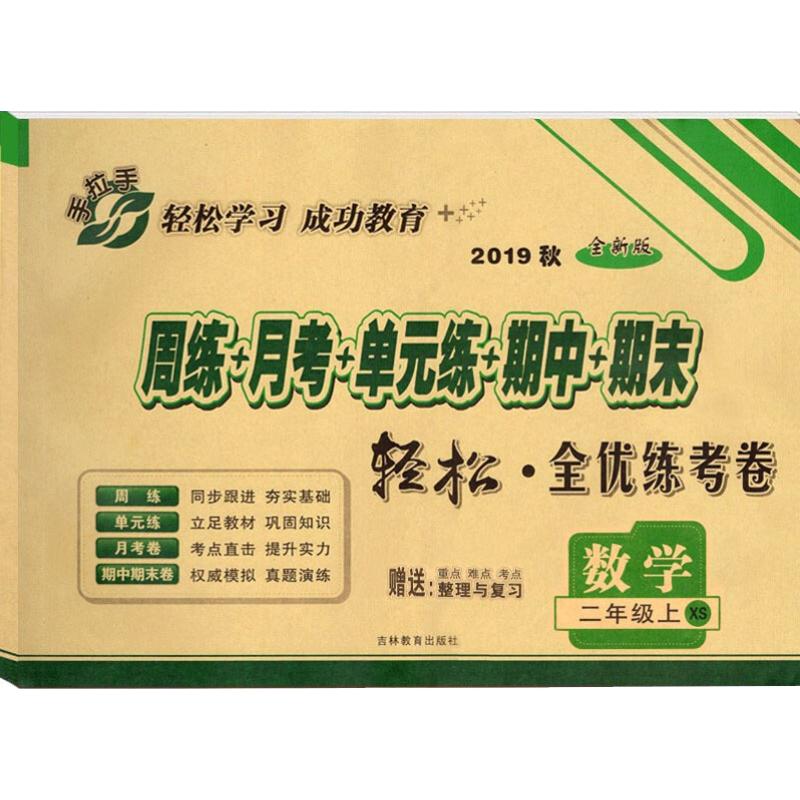 手拉手
轻松学习 成功教育
2019 秋 全新版
周练+月考+单元练+期中+期末
轻松·全优练考卷
周练 同步跟进 夯实基础
单元练 立足教材 巩固知识
月考卷 考点直击 提升实力
期中期末卷 权威模拟 真题演练
赠送:
重点 难点 考点
整理与复习
数学
二年级上 XS
吉林教育出版社